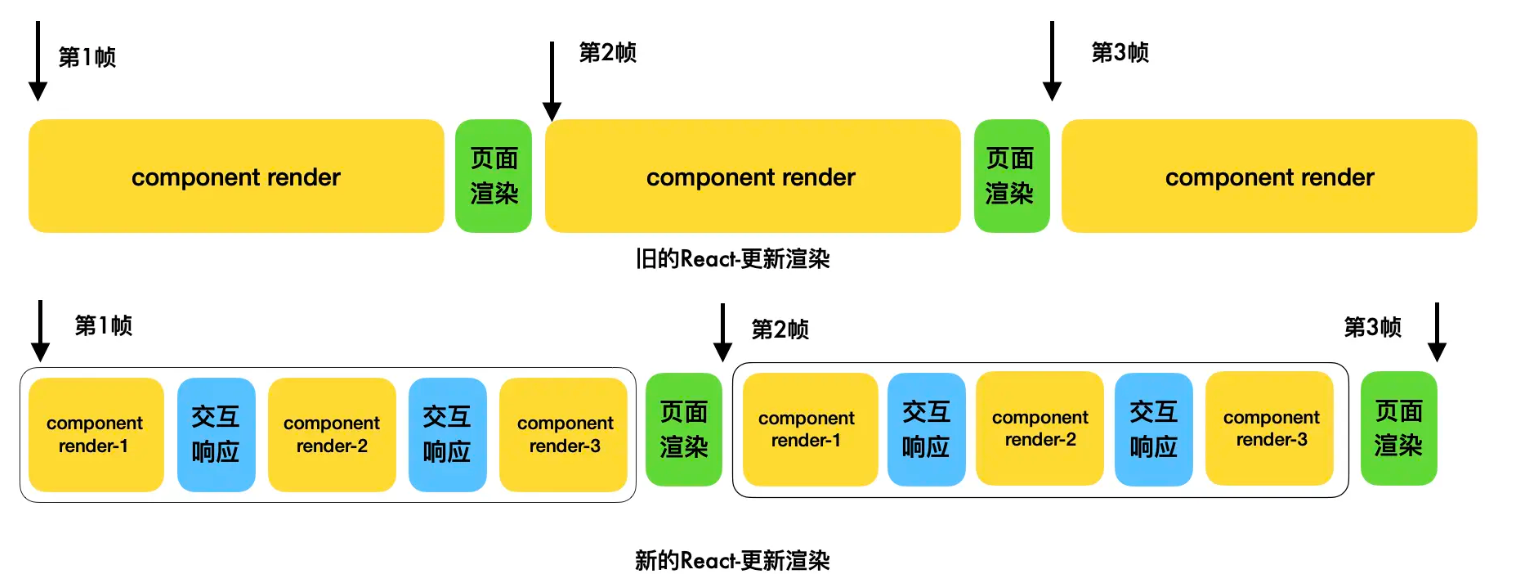 第1帧
第2帧
第3帧
component render
页面
渲染
component render
页面
渲染
component render
旧的React-更新渲染
第1帧
第2帧
第3帧
component
render-1
交互
响应
component
render-2
交互
响应
component
render-3
页面
渲染
component
render-1
交互
响应
component
render-2
交互
响应
component
render-3
页面
渲染
新的React-更新渲染